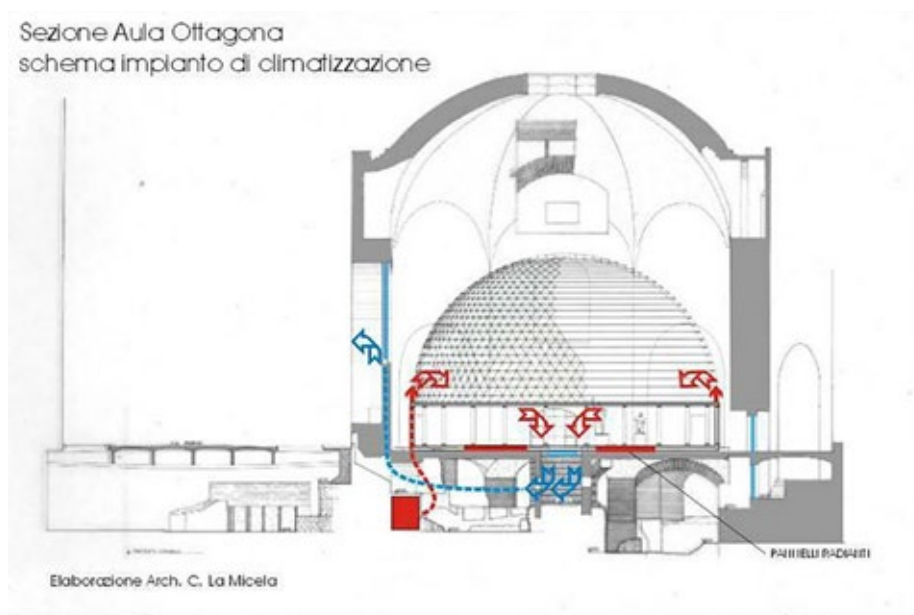 Sezione Aula Ottagona
schema impianto di climatizzazione
PANNELLI RADIANTI
Elaborazione Arch. C. La Micela